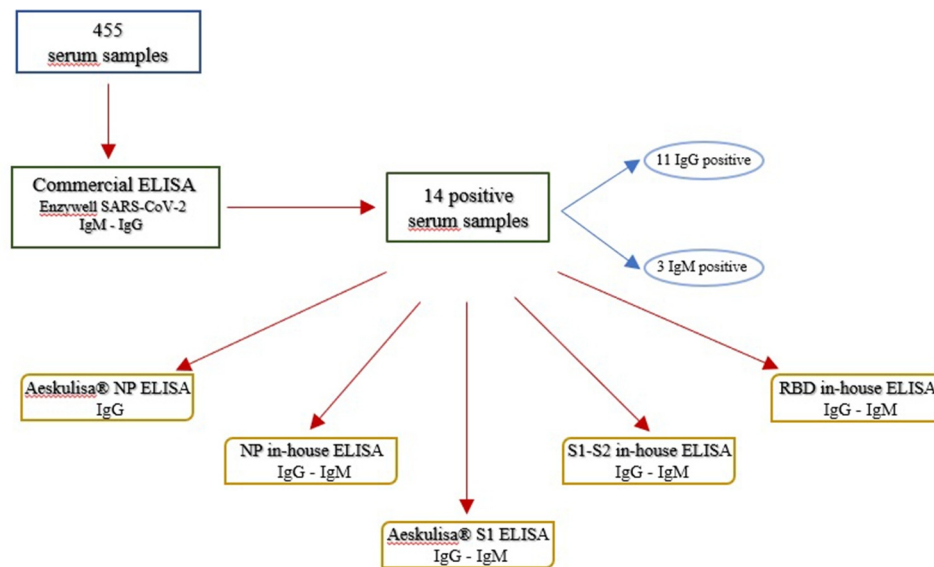 455
serum samples
Commercial ELISA
Enzywell SARS-CoV-2
IgM - IgG
14 positive
serum samples
11 IgG positive
3 IgM positive
Aeskulisa® NP ELISA
IgG
NP in-house ELISA
IgG - IgM
Aeskulisa® S1 ELISA
IgG - IgM
S1-S2 in-house ELISA
IgG - IgM
RBD in-house ELISA
IgG - IgM